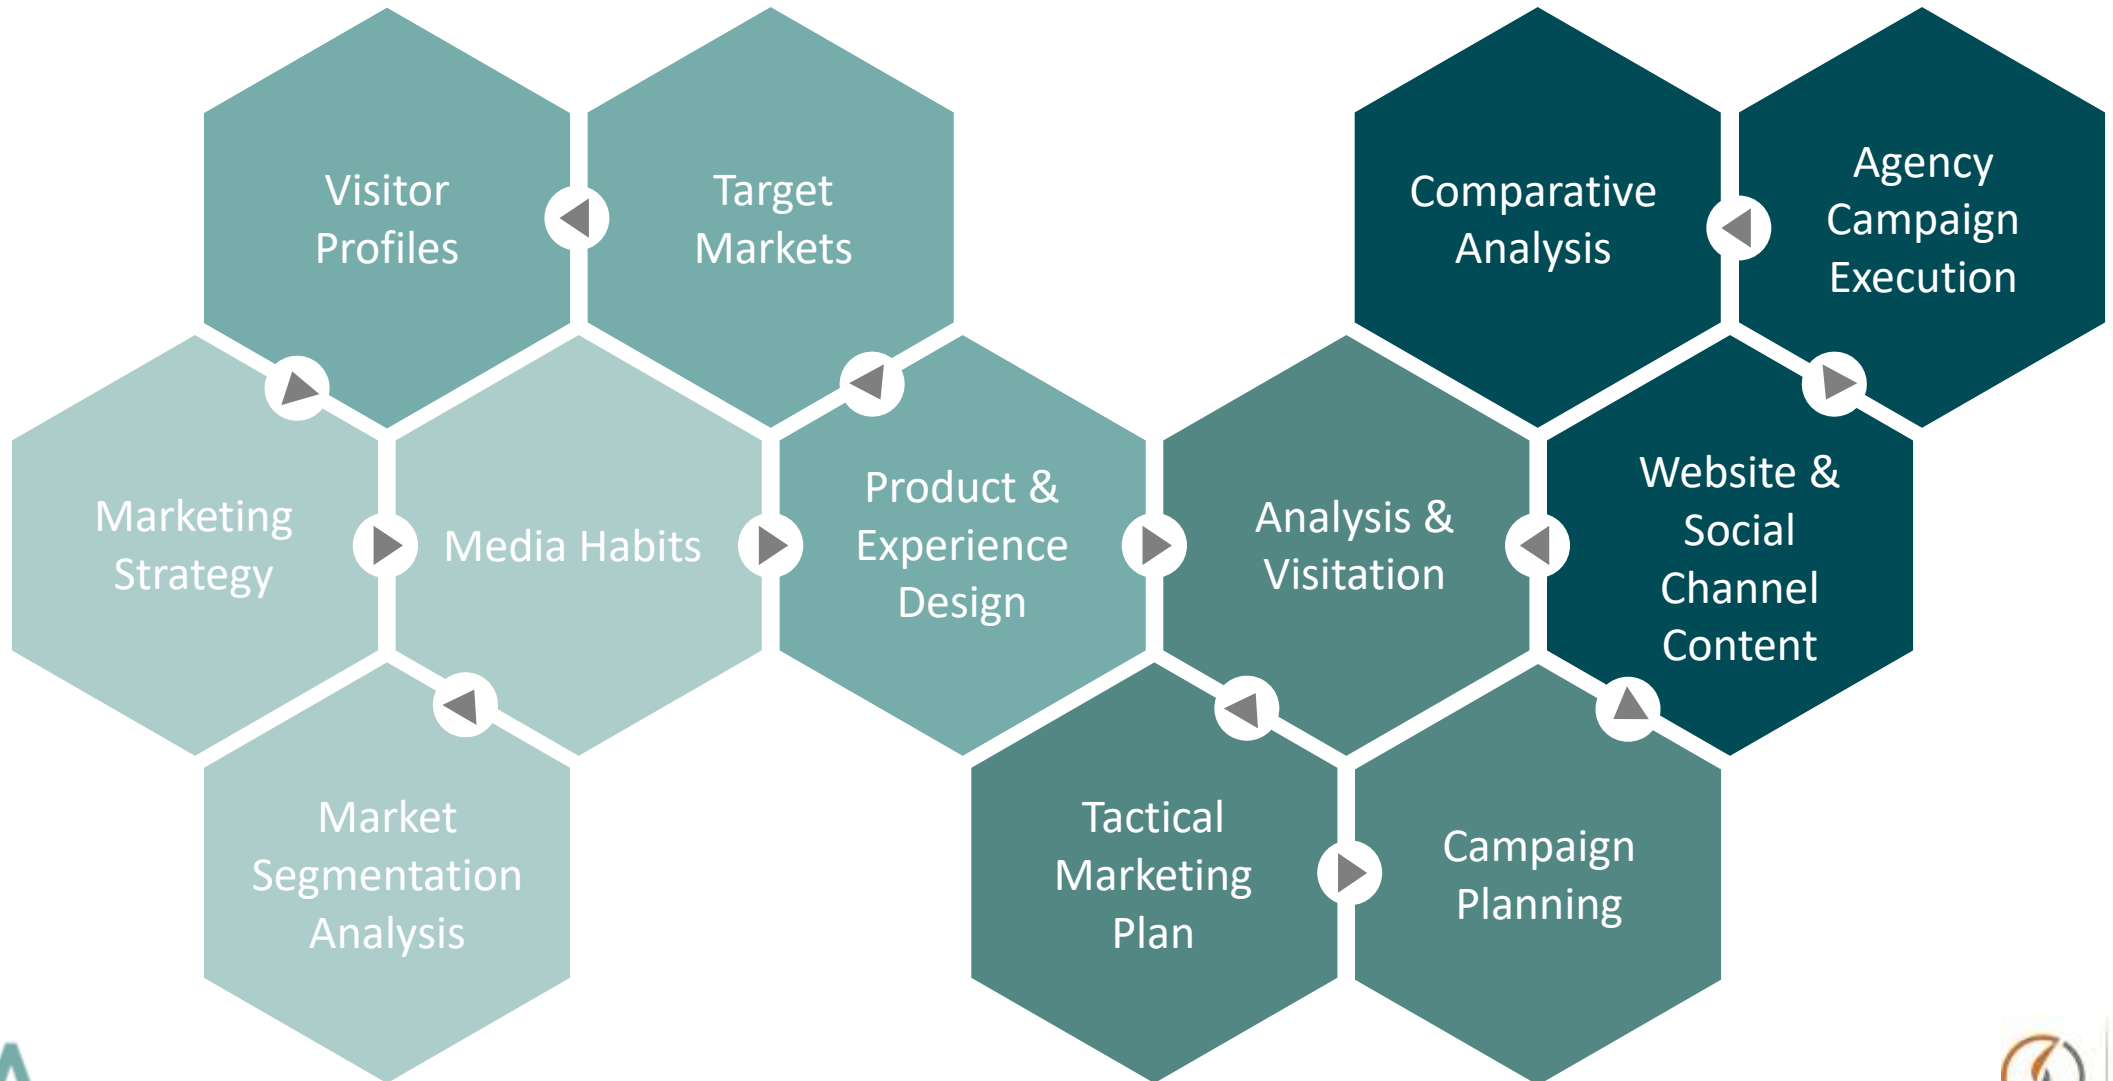 Visitor
Profiles
Target
Markets
Comparative
Analysis
Agency
Campaign
Execution
Marketing
Strategy
Media Habits
Product &
Experience
Design
Analysis &
Visitation
Website &
Social
Channel
Content
Market
Segmentation
Analysis
Tactical
Marketing
Plan
Campaign
Planning